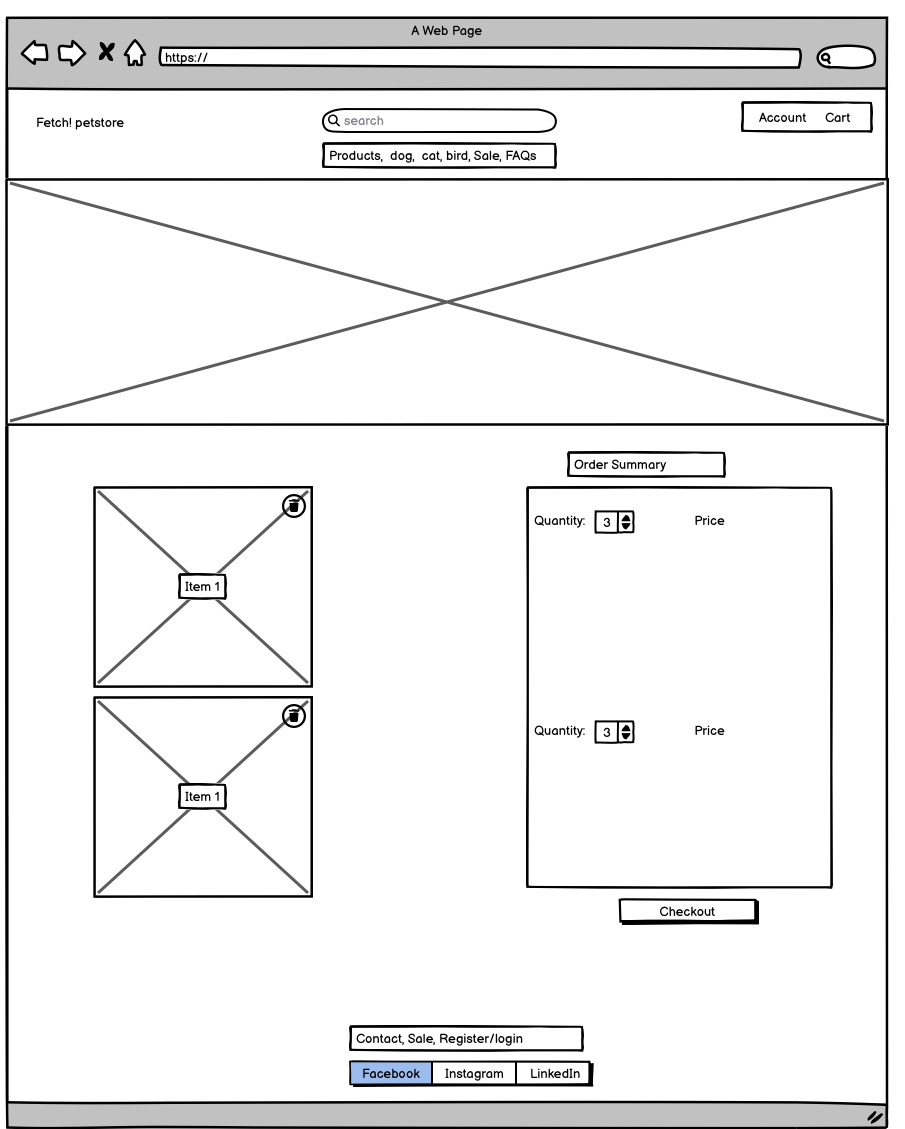 A Web Page
https://
Fetch! petstore
search
Account Cart
Products, dog, cat, bird, Sale, FAQs
Order Summary
Quantity: 3 Price
Item 1
Quantity: 3 Price
Item 1
Checkout
Contact, Sale, Register/login
Facebook Instagram LinkedIn